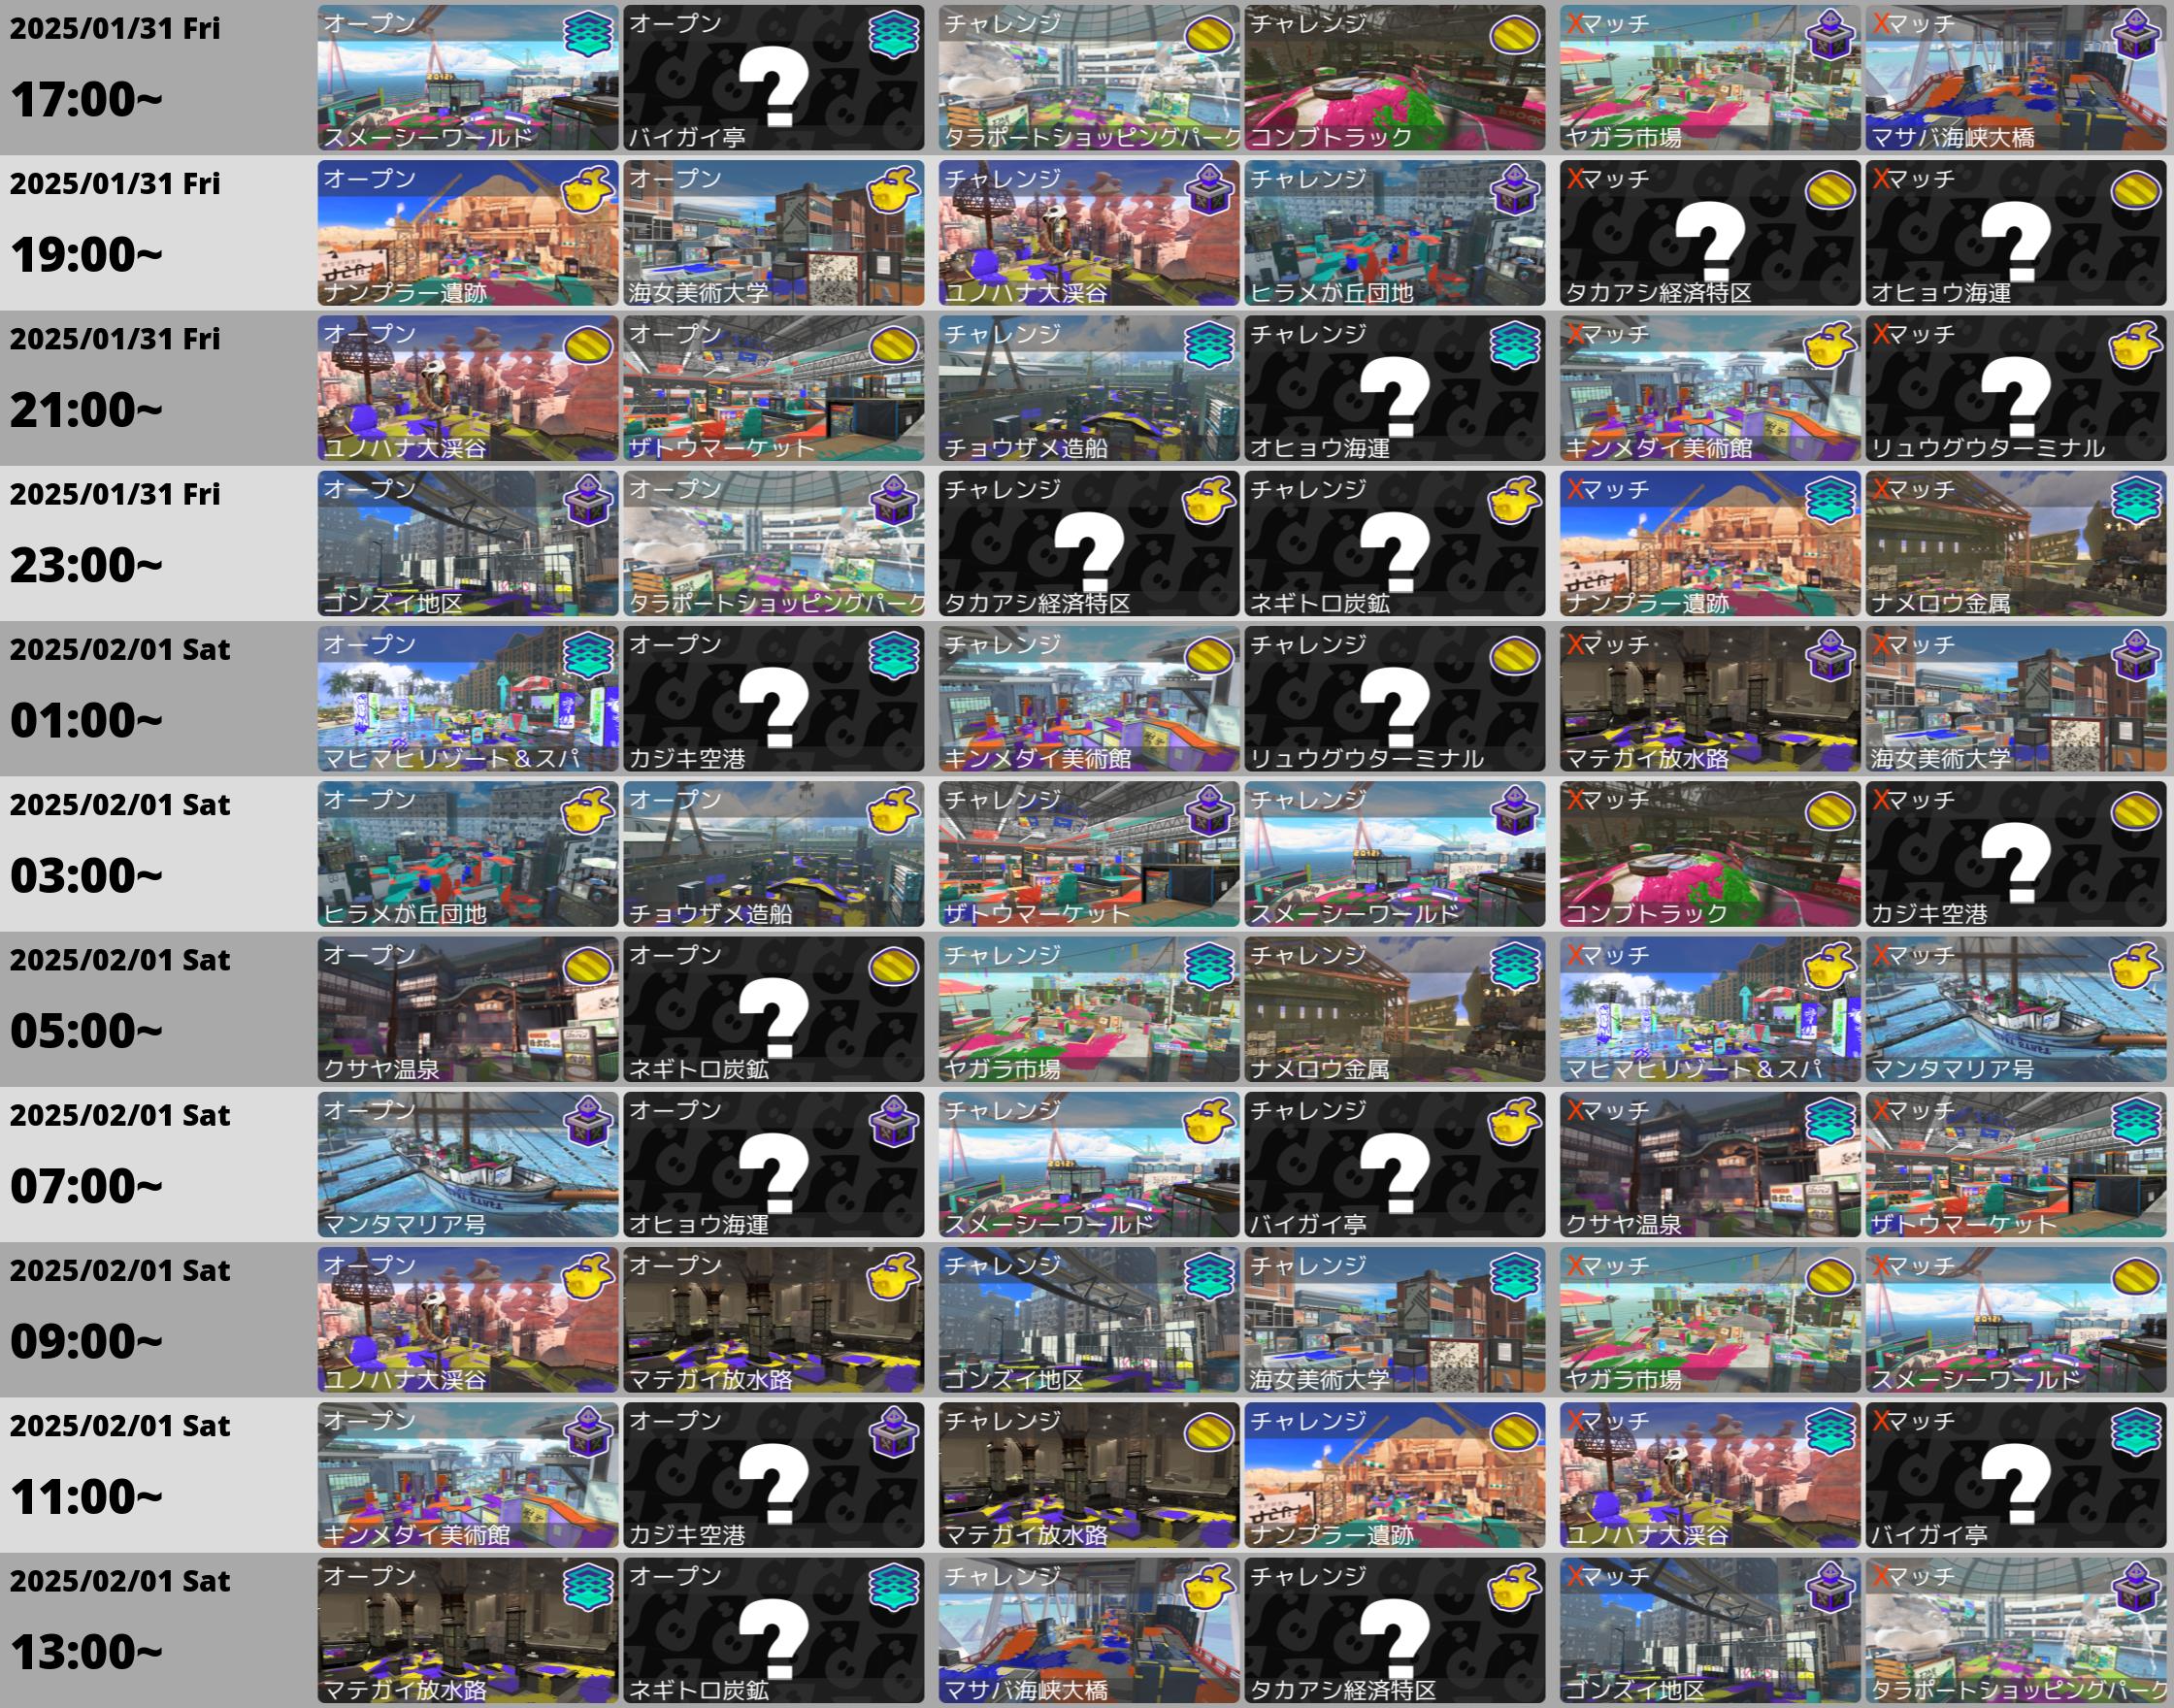 2025/01/31 Fri
17:00~
オープン
スメーシーワールド
オープン
バイガイ亭
チャレンジ
タラポートショッピングパーク
チャレンジ
コンブトラック
Xマッチ
ヤガラ市場
Xマッチ
マサバ海峡大橋
2025/01/31 Fri
19:00~
オープン
ナンプラー遺跡
オープン
海女美術大学
チャレンジ
ユノハナ大渓谷
チャレンジ
ヒラメが丘団地
Xマッチ
タカアシ経済特区
Xマッチ
オヒョウ海運
2025/01/31 Fri
21:00~
オープン
ユノハナ大渓谷
オープン
ザトウマーケット
チャレンジ
チョウザメ造船
チャレンジ
オヒョウ海運
Xマッチ
キンメダイ美術館
Xマッチ
リュウグウターミナル
2025/01/31 Fri
23:00~
オープン
ゴンズイ地区
オープン
タラポートショッピングパーク
チャレンジ
タカアシ経済特区
チャレンジ
ネギトロ炭鉱
Xマッチ
ナンプラー遺跡
Xマッチ
ナメロウ金属
2025/02/01 Sat
01:00~
オープン
マヒマヒリゾート＆スパ
オープン
カジキ空港
チャレンジ
キンメダイ美術館
チャレンジ
リュウグウターミナル
Xマッチ
マテガイ放水路
Xマッチ
海女美術大学
2025/02/01 Sat
03:00~
オープン
ヒラメが丘団地
オープン
チョウザメ造船
チャレンジ
ザトウマーケット
チャレンジ
スメーシーワールド
Xマッチ
コンブトラック
Xマッチ
カジキ空港
2025/02/01 Sat
05:00~
オープン
クサヤ温泉
オープン
ネギトロ炭鉱
チャレンジ
ヤガラ市場
チャレンジ
ナメロウ金属
Xマッチ
マヒマヒリゾート＆スパ
Xマッチ
マンタマリア号
2025/02/01 Sat
07:00~
オープン
マンタマリア号
オープン
オヒョウ海運
チャレンジ
スメーシーワールド
チャレンジ
バイガイ亭
Xマッチ
クサヤ温泉
Xマッチ
ザトウマーケット
2025/02/01 Sat
09:00~
オープン
ユノハナ大渓谷
オープン
マテガイ放水路
チャレンジ
ゴンズイ地区
チャレンジ
海女美術大学
Xマッチ
ヤガラ市場
Xマッチ
スメーシーワールド
2025/02/01 Sat
11:00~
オープン
キンメダイ美術館
オープン
カジキ空港
チャレンジ
マテガイ放水路
チャレンジ
ナンプラー遺跡
Xマッチ
ユノハナ大渓谷
Xマッチ
バイガイ亭
2025/02/01 Sat
13:00~
オープン
マテガイ放水路
オープン
ネギトロ炭鉱
チャレンジ
マサバ海峡大橋
チャレンジ
タカアシ経済特区
Xマッチ
ゴンズイ地区
Xマッチ
タラポートショッピングパーク